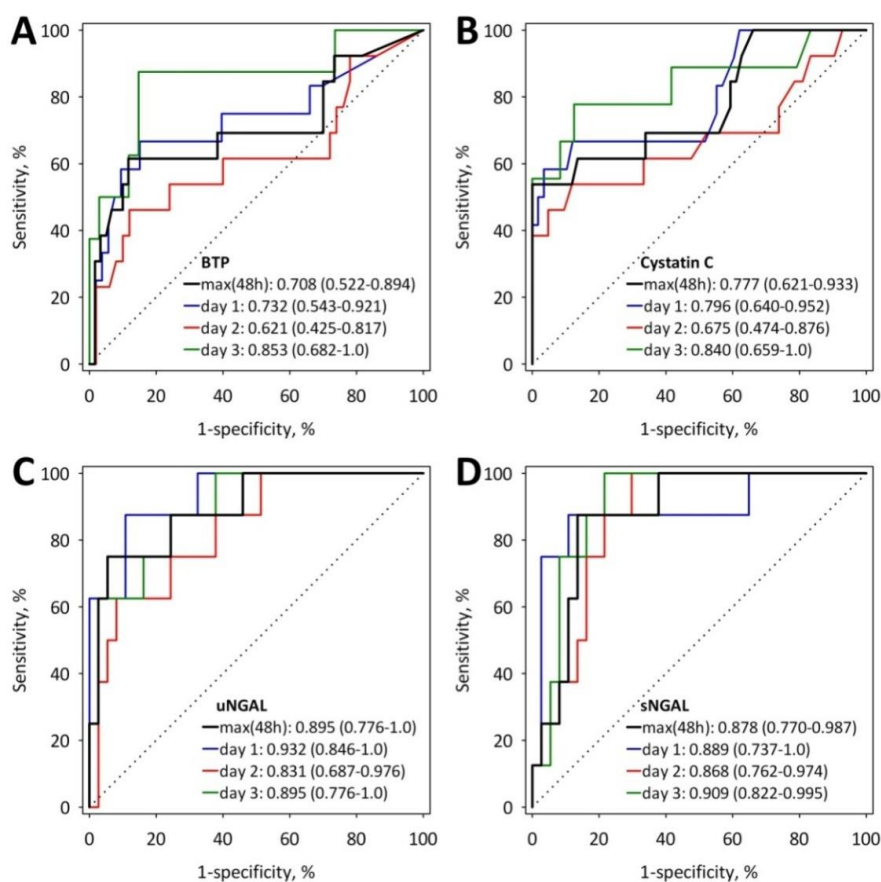 A
B
100
80
60
40
20
0
Sensitivity, %
BTP
max(48h): 0.708 (0.522-0.894)
day 1: 0.732 (0.543-0.921)
day 2: 0.621 (0.425-0.817)
day 3: 0.853 (0.682-1.0)
0 20 40 60 80 100
1-specificity, %
100
80
60
40
20
0
Sensitivity, %
Cystatin C
max(48h): 0.777 (0.621-0.933)
day 1: 0.796 (0.640-0.952)
day 2: 0.675 (0.474-0.876)
day 3: 0.840 (0.659-1.0)
0 20 40 60 80 100
1-specificity, %
C
D
100
80
60
40
20
0
Sensitivity, %
uNGAL
max(48h): 0.895 (0.776-1.0)
day 1: 0.932 (0.846-1.0)
day 2: 0.831 (0.687-0.976)
day 3: 0.895 (0.776-1.0)
0 20 40 60 80 100
1-specificity, %
100
80
60
40
20
0
Sensitivity, %
sNGAL
max(48h): 0.878 (0.770-0.987)
day 1: 0.889 (0.737-1.0)
day 2: 0.868 (0.762-0.974)
day 3: 0.909 (0.822-0.995)
0 20 40 60 80 100
1-specificity, %